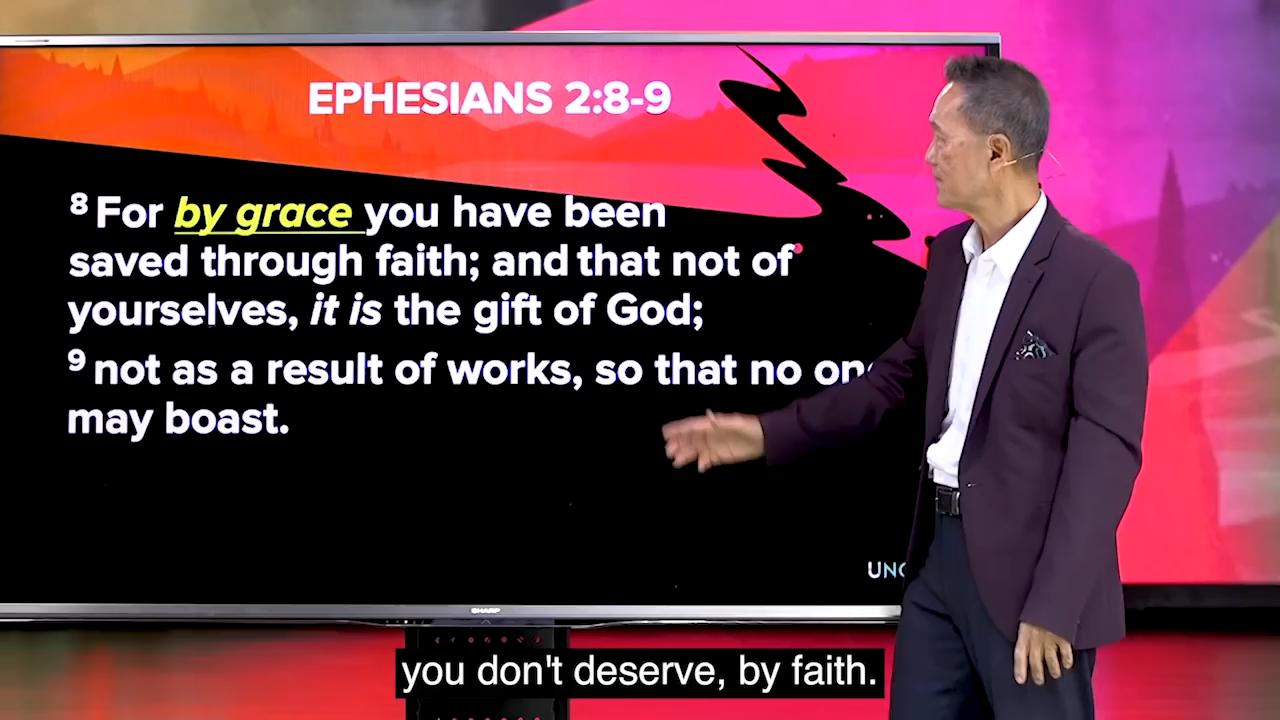 EPHESIANS 2:8-9
8 For by grace you have been
saved through faith; and that not of
yourselves, it is the gift of God;
9 not as a result of works, so that no
may boast.
SHARP
you don't deserve, by faith.